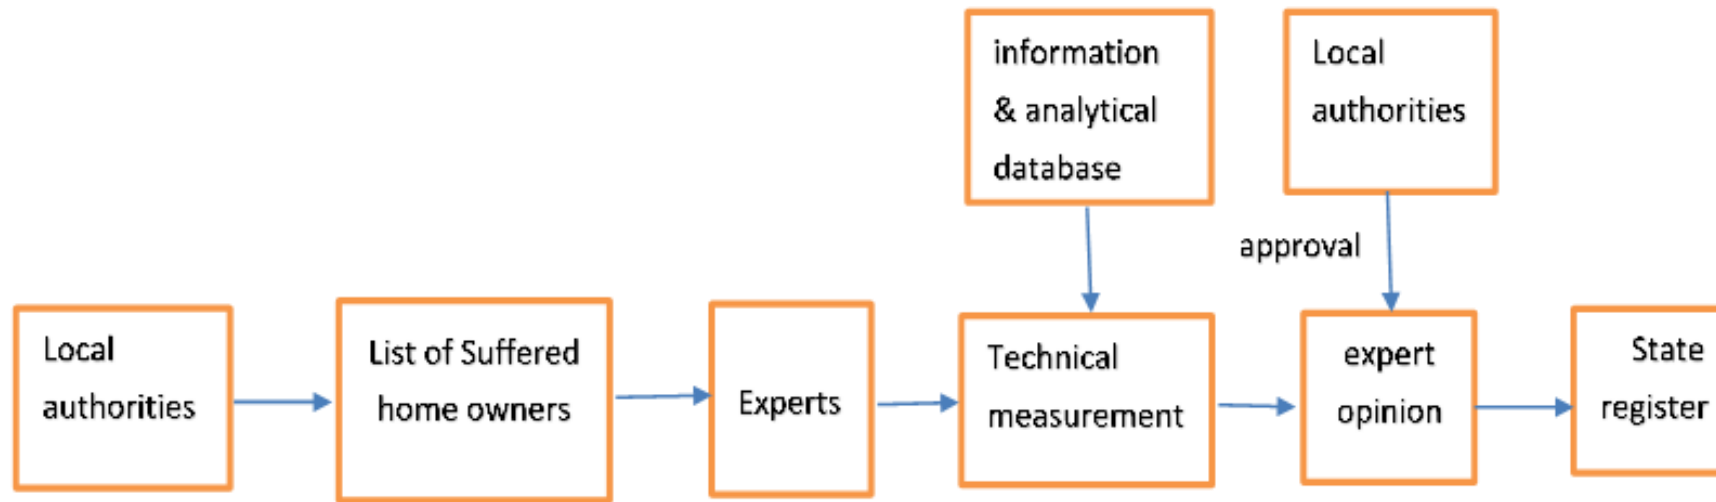 information
& analytical
database
Local
authorities
approval
Local
authorities
List of Suffered
home owners
Experts
Technical
measurement
expert
opinion
State
register